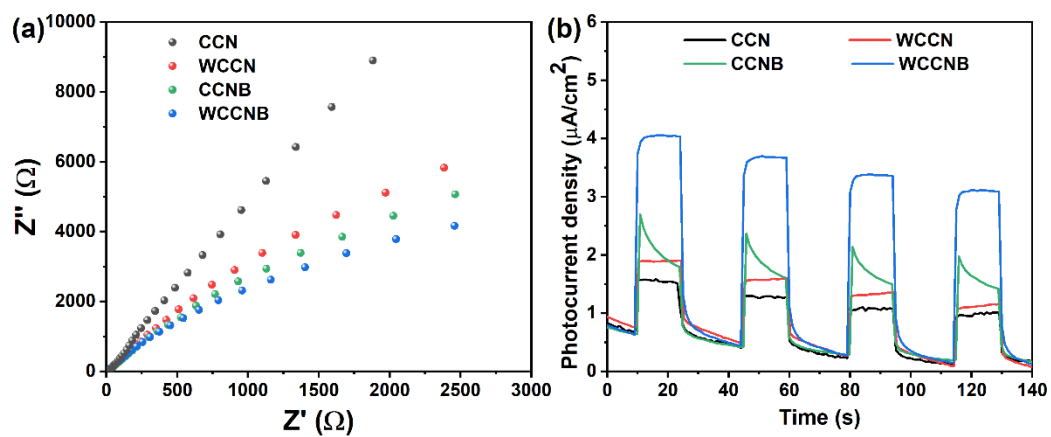 (a)
CCN
WCCN
CCNB
WCCNB
Z'' (Ω)
10000
8000
6000
4000
2000
0
0 500 1000 1500 2000 2500 3000
Z' (Ω)
(b)
CCN WCCN
CCNB WCCNB
Photocurrent density (μA/cm²)
6
5
4
3
2
1
0
0 20 40 60 80 100 120 140
Time (s)